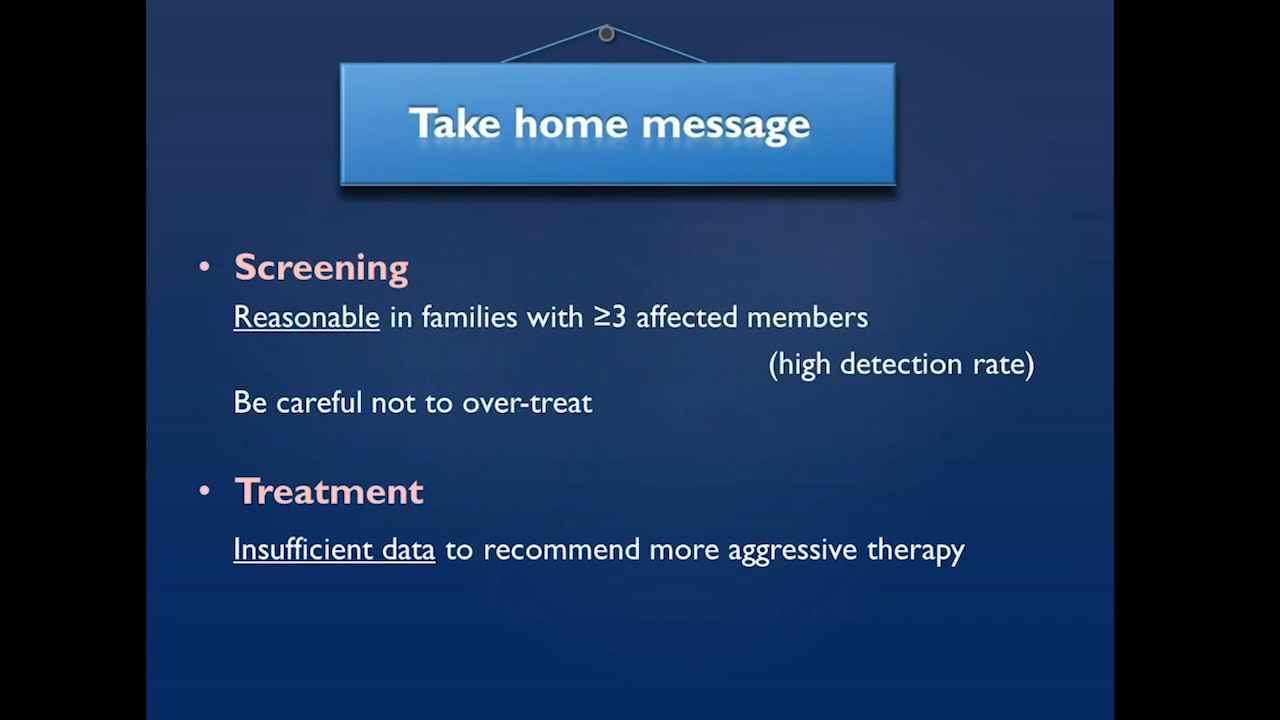 Take home message
• Screening
Reasonable in families with ≥3 affected members
(high detection rate)
Be careful not to over-treat
• Treatment
Insufficient data to recommend more aggressive therapy